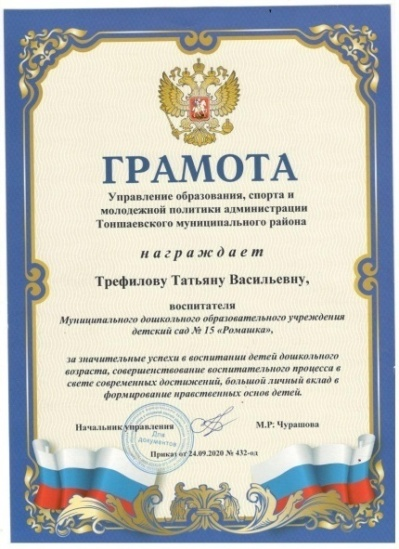 ГРАМОТА
Управление образования, спорта и
молодежной политики администрации
Тоншаевского муниципального района
награждает
Трефилову Татьяну Васильевну,
воспитателя
Муниципального дошкольного образовательного учреждения
детский сад № 15 «Ромашка»,
за значительные успехи в воспитании детей дошкольного
возраста, совершенствование воспитательного процесса в
свете современных достижений, большой личный вклад в
формирование нравственных основ детей.
Начальник управления М.Р. Чурашова
Для
документов
Приказ от 24.09.2020 № 432-од